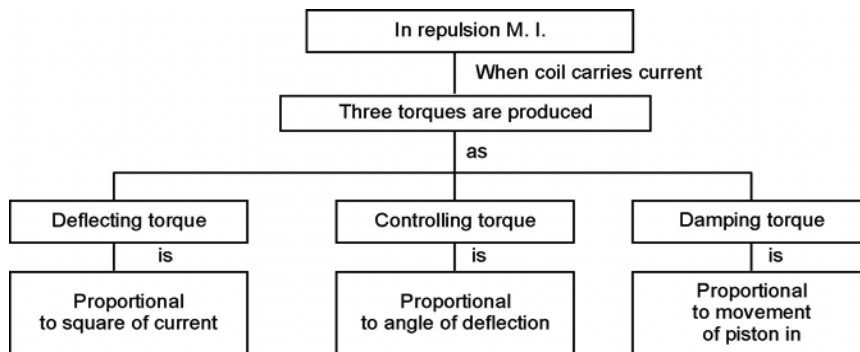 In repulsion M. I.
When coil carries current
Three torques are produced
as
Deflecting torque
Controlling torque
Damping torque
is
is
is
Proportional
to square of current
Proportional
to angle of deflection
Proportional
to movement
of piston in